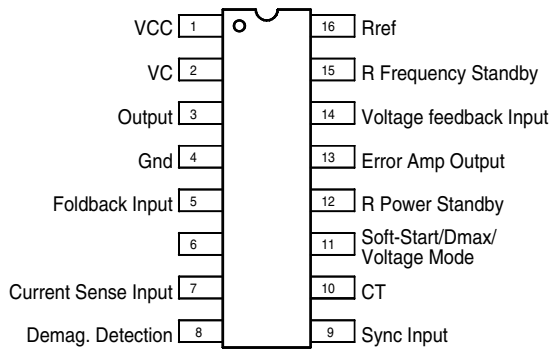 VCC 1 16 Rref
VC 2 15 R Frequency Standby
Output 3 14 Voltage feedback Input
Gnd 4 13 Error Amp Output
Foldback Input 5 12 R Power Standby
6 11 Soft-Start/Dmax/
Voltage Mode
Current Sense Input 7 10 CT
Demag. Detection 8 9 Sync Input